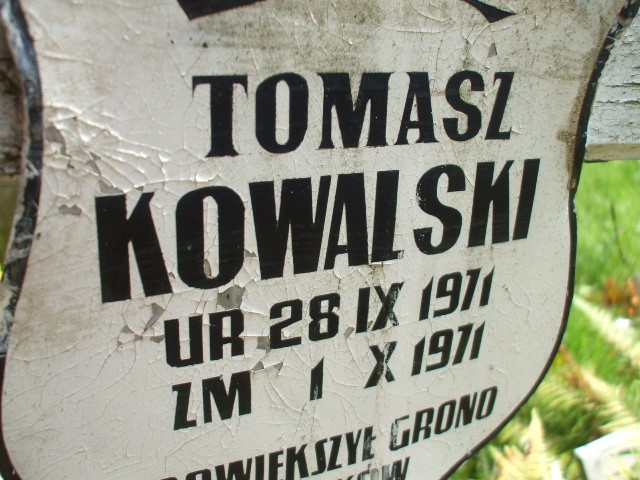 TOMASZ
KOWALSKI
UR 28 IX 1971
ZM 1 X 1971
POWIĘKSZYŁ GRONO